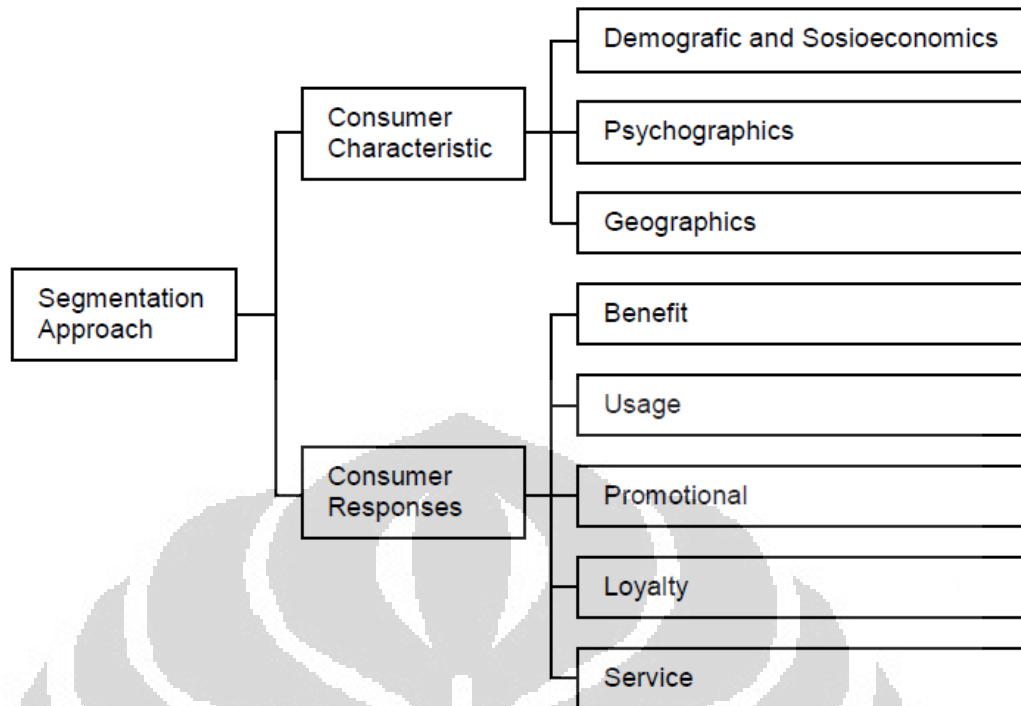 Demografic and Sosioeconomics
Consumer
Characteristic
Psychographics
Geographics
Segmentation
Approach
Benefit
Usage
Consumer
Responses
Promotional
Loyalty
Service